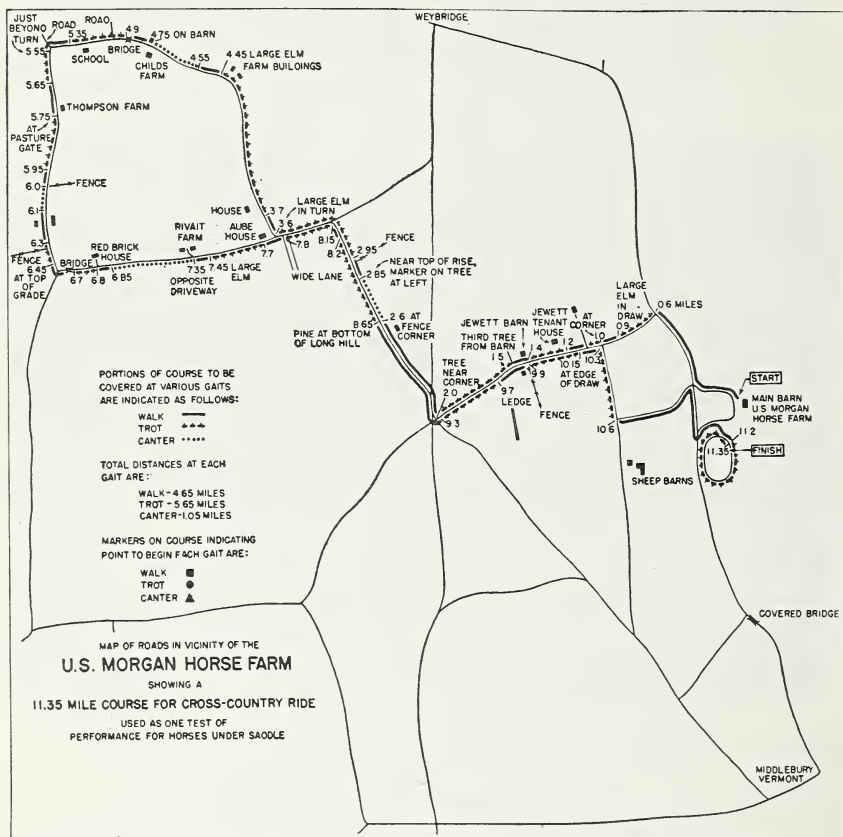 WEYBRIDGE
JUST
BEYOND
TURN
ROAD
ROAD
5.55
5.35
4.9
4.75 ON BARN
BRIDGE
SCHOOL
CHILDS
FARM
4.55
4.45 LARGE ELM
FARM BUILDINGS
5.65
THOMPSON FARM
5.75
AT
PASTURE
GATE
5.95
6.0
FENCE
6.1
6.3
FENCE
6.45
AT TOP
OF
GRADE
BRIDGE
6.7
RED BRICK
HOUSE
6.8
6.85
RIVAIT
FARM
7.35
OPPOSITE
DRIVEWAY
7.45 LARGE
ELM
HOUSE
AUBE
HOUSE
7.7
3.7
3.6
LARGE ELM
IN TURN
7.8
WIDE LANE
8.15
8.2
2.95
FENCE
2.85
NEAR TOP OF RISE,
MARKER ON TREE
AT LEFT
8.65
2.6 AT
FENCE CORNER
PINE AT BOTTOM
OF LONG HILL
TREE
NEAR
CORNER
2.0
9.3
9.7
LEDGE
THIRD TREE
FROM BARN
1.5
JEWETT BARN
1.4
9.9
FENCE
JEWETT
TENANT
HOUSE
1.2
10.15
AT EDGE
OF DRAW
AT
CORNER
1.0
10.3
LARGE
ELM
IN
DRAW
0.9
0.6 MILES
10.6
START
MAIN BARN
U.S MORGAN
HORSE FARM
11.2
11.35
FINISH
SHEEP BARNS
COVERED BRIDGE
MIDDLEBURY
VERMONT
PORTIONS OF COURSE TO BE
COVERED AT VARIOUS GAITS
ARE INDICATED AS FOLLOWS:
WALK
TROT
CANTER
TOTAL DISTANCES AT EACH
GAIT ARE:
WALK-4.65 MILES
TROT-5.65 MILES
CANTER-1.05 MILES
MARKERS ON COURSE INDICATING
POINT TO BEGIN EACH GAIT ARE:
WALK ■
TROT ●
CANTER ▲
MAP OF ROADS IN VICINITY OF THE
U.S. MORGAN HORSE FARM
SHOWING A
11.35 MILE COURSE FOR CROSS-COUNTRY RIDE
USED AS ONE TEST OF
PERFORMANCE FOR HORSES UNDER SADDLE